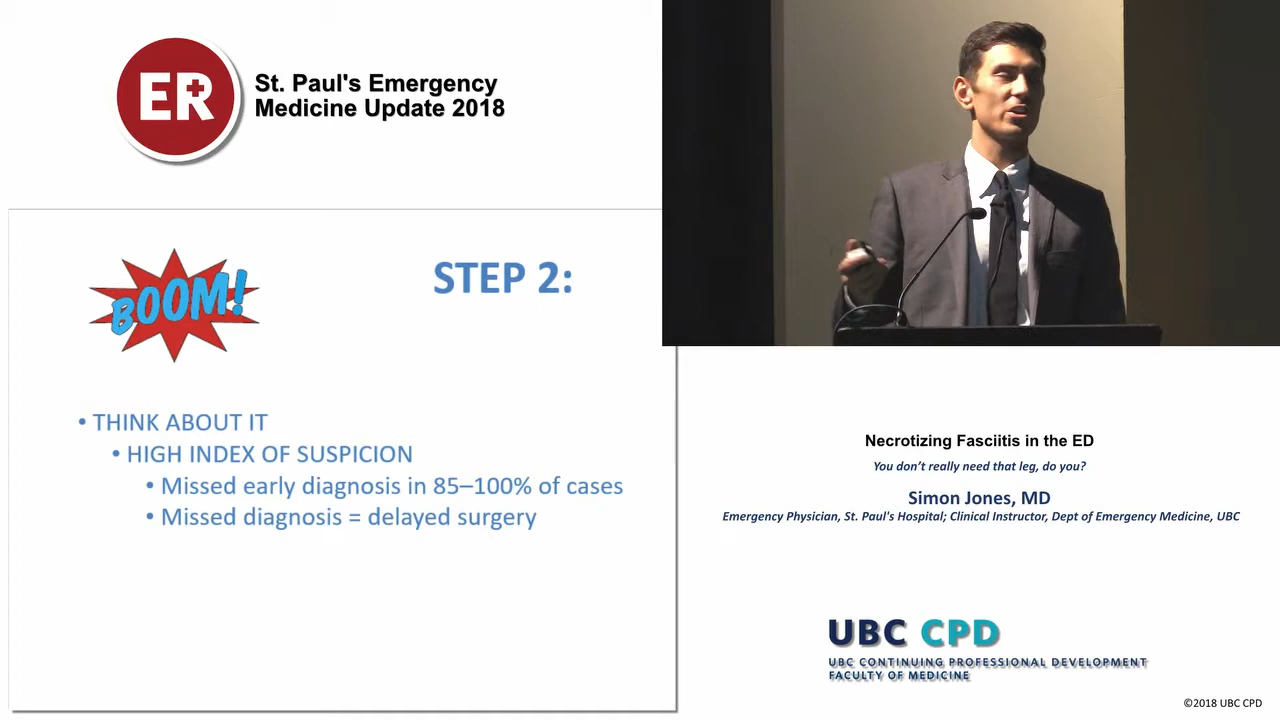 ER
St. Paul's Emergency
Medicine Update 2018
BOOM!
STEP 2:
• THINK ABOUT IT
• HIGH INDEX OF SUSPICION
• Missed early diagnosis in 85–100% of cases
• Missed diagnosis = delayed surgery
Necrotizing Fasciitis in the ED
You don’t really need that leg, do you?
Simon Jones, MD
Emergency Physician, St. Paul's Hospital; Clinical Instructor, Dept of Emergency Medicine, UBC
UBC CPD
UBC CONTINUING PROFESSIONAL DEVELOPMENT
FACULTY OF MEDICINE
©2018 UBC CPD